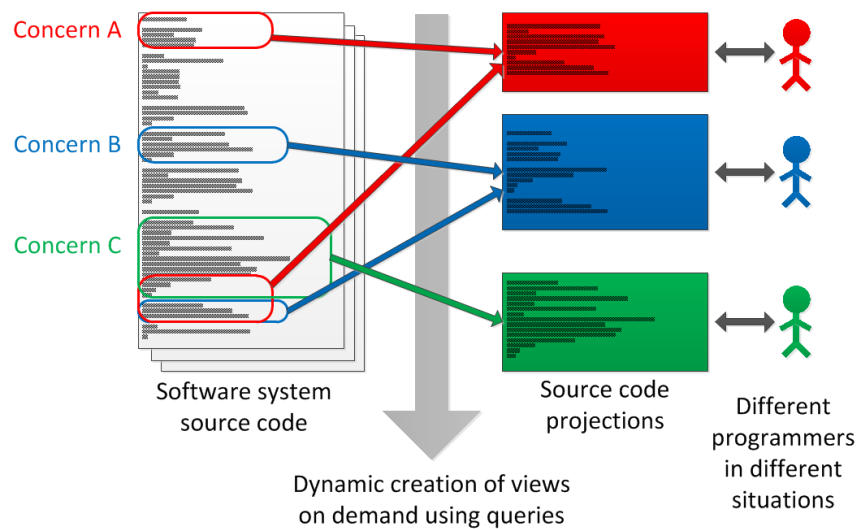 Concern A
Concern B
Concern C
Software system
source code
Source code
projections
Different
programmers
in different
situations
Dynamic creation of views
on demand using queries